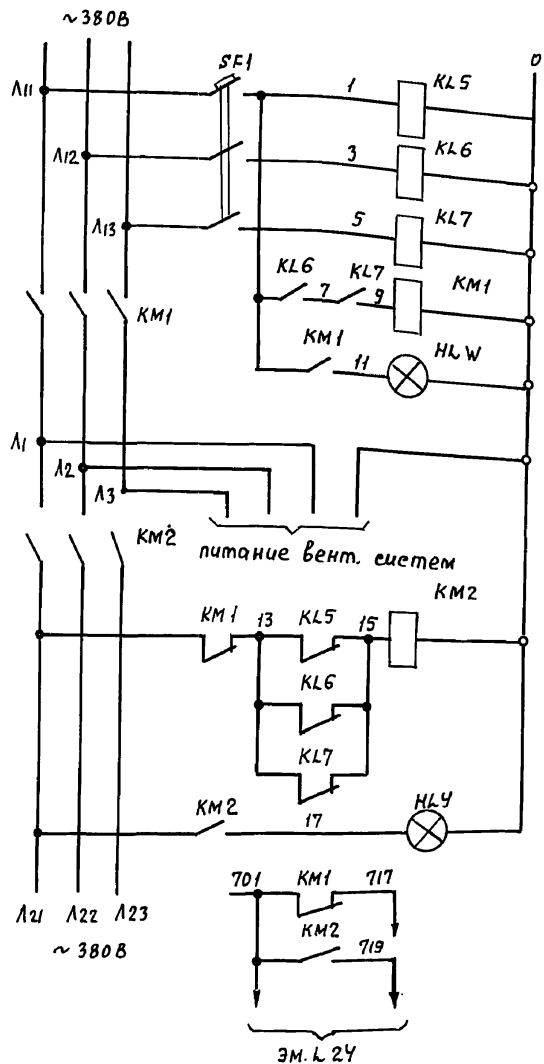 ~380В
0
SF1
Л11
1
KL5
Л12
3
KL6
Л13
5
KL7
KL6
7
KL7
9
KM1
KM1
KM1
11
HLW
Л1
Л2
Л3
KM2
питание вент. систем
KM2
KM1
13
KL5
15
KL6
KL7
KM2
17
HLY
Л21
Л22
Л23
~380В
701
KM1
717
KM2
719